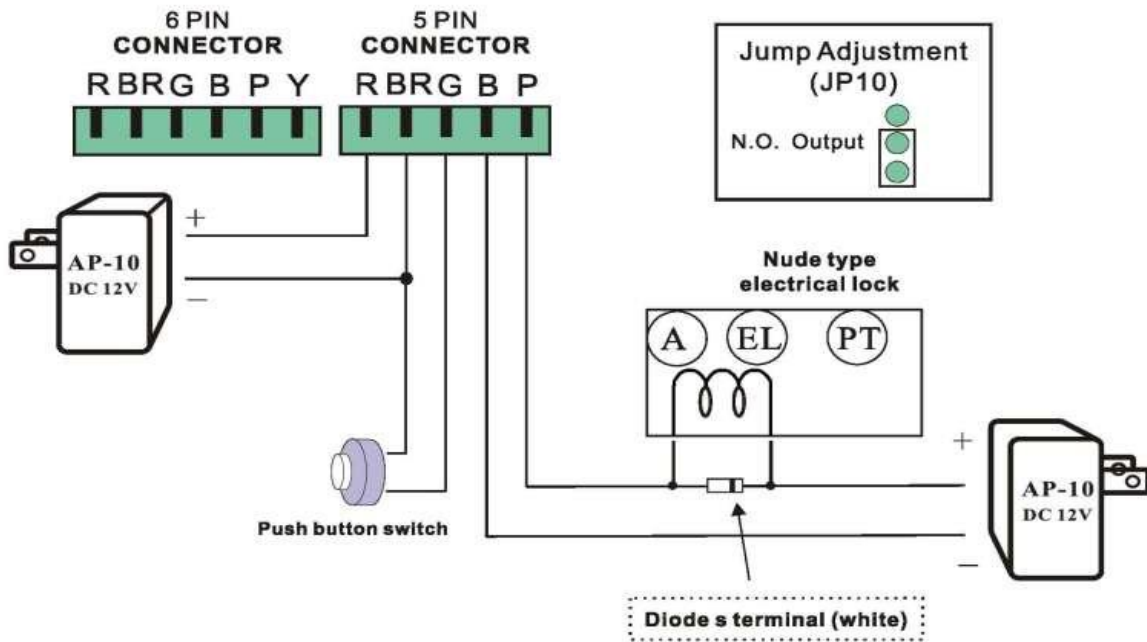 6 PIN
CONNECTOR
R BR G B P Y
5 PIN
CONNECTOR
R BR G B P
Jump Adjustment
(JP10)
N.O. Output
+
AP-10
DC 12V
−
Nude type
electrical lock
A EL PT
+
AP-10
DC 12V
−
Push button switch
Diode s terminal (white)